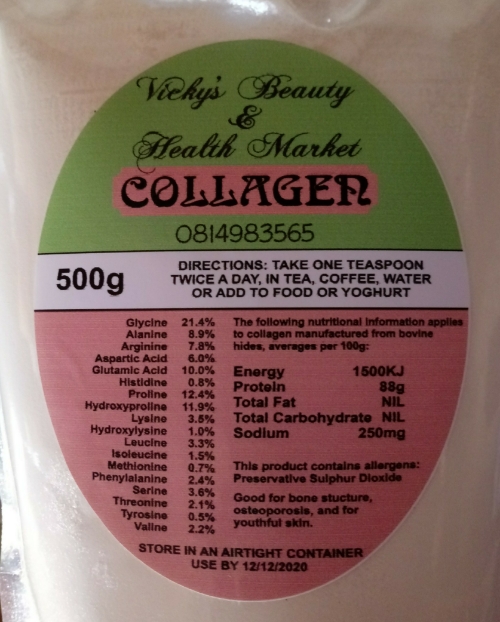 Vicky's Beauty
&
Health Market
COLLAGEN
0814983565
500g
DIRECTIONS: TAKE ONE TEASPOON
TWICE A DAY, IN TEA, COFFEE, WATER
OR ADD TO FOOD OR YOGHURT
Glycine 21.4%
Alanine 8.9%
Arginine 7.8%
Aspartic Acid 6.0%
Glutamic Acid 10.0%
Histidine 0.8%
Proline 12.4%
Hydroxyproline 11.9%
Lysine 3.5%
Hydroxylysine 1.0%
Leucine 3.3%
Isoleucine 1.5%
Methionine 0.7%
Phenylalanine 2.4%
Serine 3.6%
Threonine 2.1%
Tyrosine 0.5%
Valine 2.2%
The following nutritional information applies
to collagen manufactured from bovine
hides, averages per 100g:
Energy 1500KJ
Protein 88g
Total Fat NIL
Total Carbohydrate NIL
Sodium 250mg
This product contains allergens:
Preservative Sulphur Dioxide
Good for bone stucture,
osteoporosis, and for
youthful skin.
STORE IN AN AIRTIGHT CONTAINER
USE BY 12/12/2020